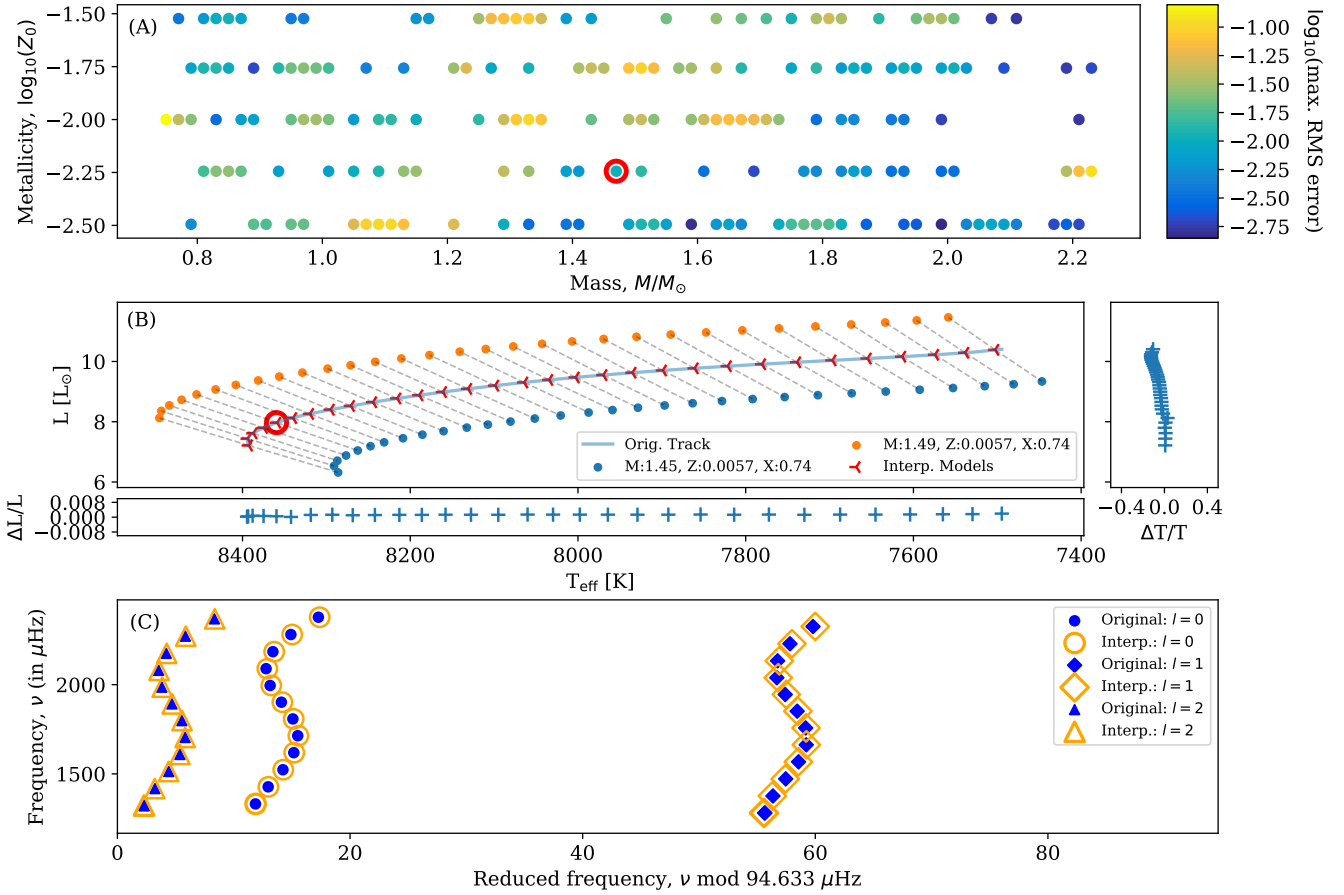 (A)
Metallicity, log₁₀(Z₀)
−1.50
−1.75
−2.00
−2.25
−2.50
0.8 1.0 1.2 1.4 1.6 1.8 2.0 2.2
Mass, M/M⊙
−1.00
−1.25
−1.50
−1.75
−2.00
−2.25
−2.50
−2.75
log₁₀(max. RMS error)
(B)
L [L⊙]
10
8
6
Orig. Track
M:1.45, Z:0.0057, X:0.74
M:1.49, Z:0.0057, X:0.74
Interp. Models
ΔL/L
0.008
0.008
−0.008
8400 8200 8000 7800 7600 7400
T_eff [K]
−0.4 0.0 0.4
ΔT/T
(C)
Frequency, ν (in μHz)
2000
1500
0 20 40 60 80
Reduced frequency, ν mod 94.633 μHz
Original: l = 0
Interp.: l = 0
Original: l = 1
Interp.: l = 1
Original: l = 2
Interp.: l = 2